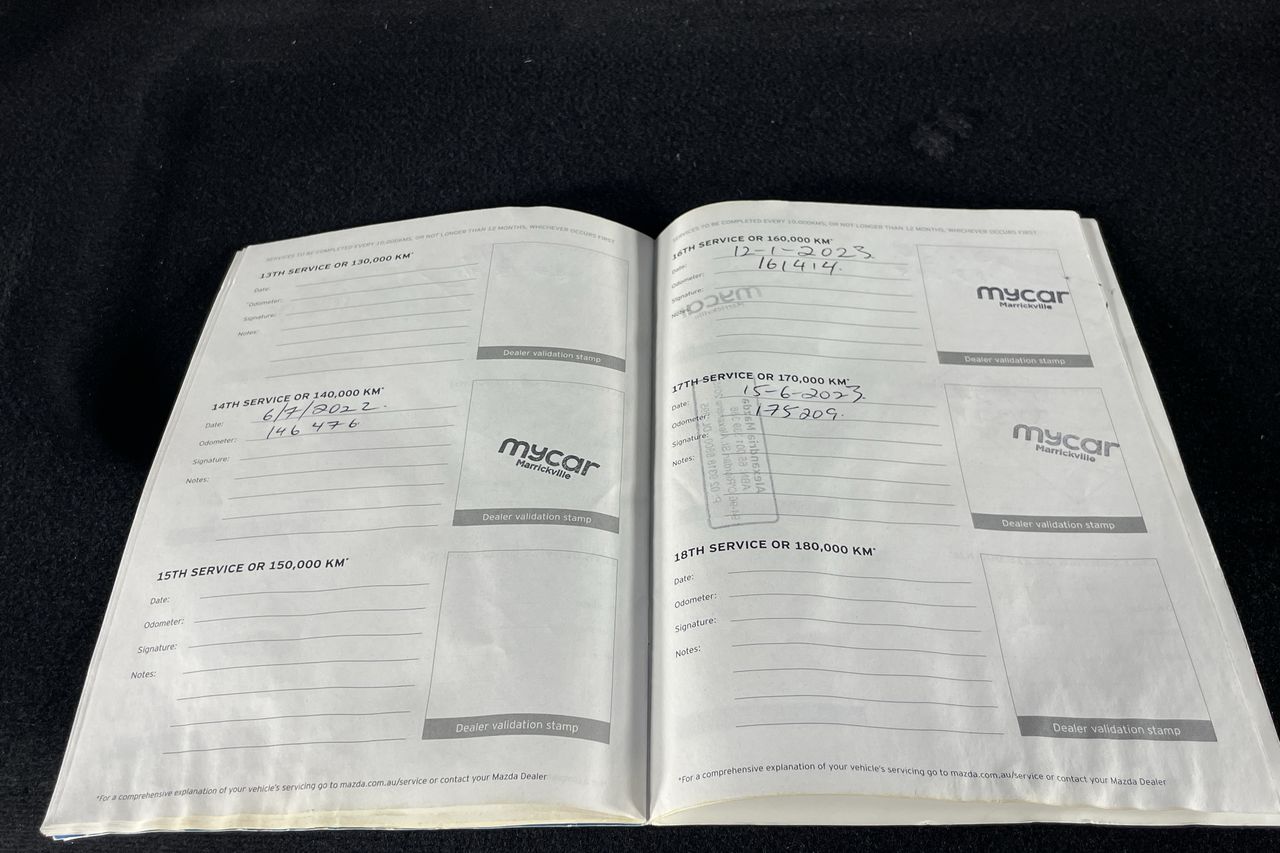 SERVICES TO BE COMPLETED EVERY 10,000KMS, OR NOT LONGER THAN 12 MONTHS, WHICHEVER OCCURS FIRST
13TH SERVICE OR 130,000 KM*
Date:
Odometer:
Signature:
Notes:
Dealer validation stamp
14TH SERVICE OR 140,000 KM*
Date: 6/7/2022.
Odometer: 146 476
Signature:
Notes:
mycar
Marrickville
Dealer validation stamp
15TH SERVICE OR 150,000 KM*
Date:
Odometer:
Signature:
Notes:
Dealer validation stamp
*For a comprehensive explanation of your vehicle's servicing go to mazda.com.au/service or contact your Mazda Dealer
SERVICES TO BE COMPLETED EVERY 10,000KMS, OR NOT LONGER THAN 12 MONTHS, WHICHEVER OCCURS FIRST
16TH SERVICE OR 160,000 KM*
Date: 12-1-2023.
Odometer: 161414.
Signature:
Notes:
mycar
Marrickville
mycar
Marrickville
Dealer validation stamp
17TH SERVICE OR 170,000 KM*
Date: 15-6-2023.
Odometer: 175209.
Signature:
Notes:
Alexandria Mazda
mycar
Marrickville
Dealer validation stamp
18TH SERVICE OR 180,000 KM*
Date:
Odometer:
Signature:
Notes:
Dealer validation stamp
*For a comprehensive explanation of your vehicle's servicing go to mazda.com.au/service or contact your Mazda Dealer